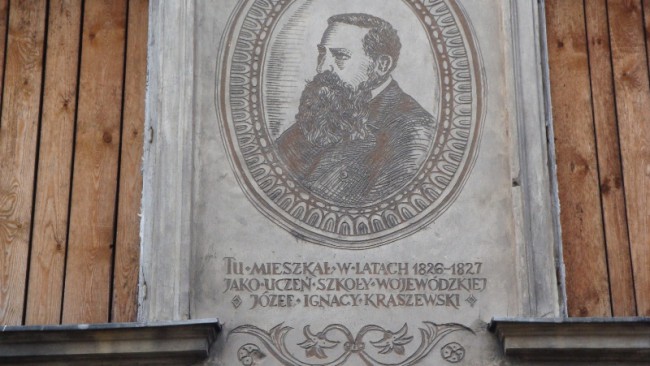 TU · MIESZKAŁ · W · LATACH 1826-1827
JAKO · UCZEŃ · SZKOŁY · WOJEWÓDZKIEJ
JÓZEF · IGNACY · KRASZEWSKI